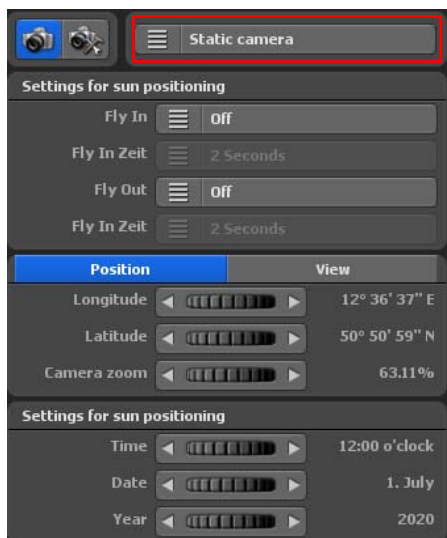 Static camera
Settings for sun positioning
Fly In Off
Fly In Zeit 2 Seconds
Fly Out Off
Fly In Zeit 2 Seconds
Position View
Longitude 12° 36' 37" E
Latitude 50° 50' 59" N
Camera zoom 63.11%
Settings for sun positioning
Time 12:00 o'clock
Date 1. July
Year 2020